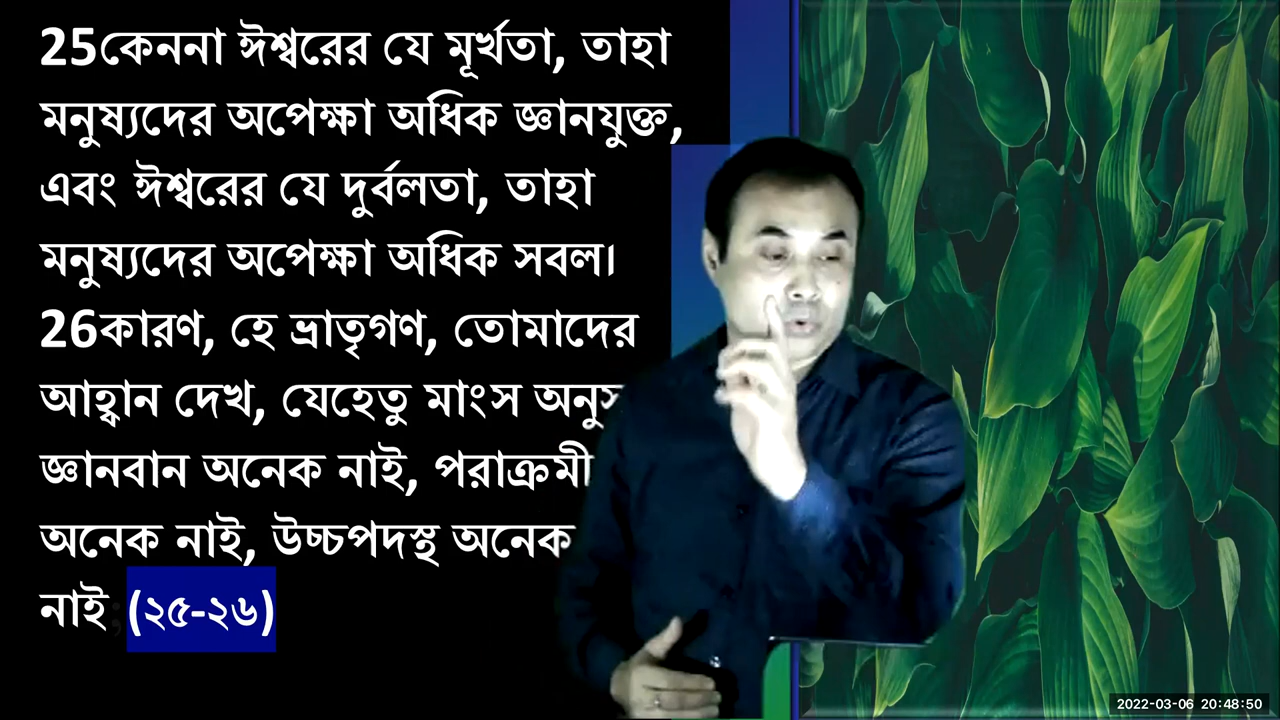 25কেননা ঈশ্বরের যে মূর্খতা, তাহা
মনুষ্যদের অপেক্ষা অধিক জ্ঞানযুক্ত,
এবং ঈশ্বরের যে দুর্বলতা, তাহা
মনুষ্যদের অপেক্ষা অধিক সবল।
26কারণ, হে ভ্রাতৃগণ, তোমাদের
আহ্বান দেখ, যেহেতু মাংস
জ্ঞানবান অনেক নাই, পরাক্রমী
অনেক নাই, উচ্চপদস্থ অনেক
নাই ; (২৫-২৬)
2022-03-06 20:48:50